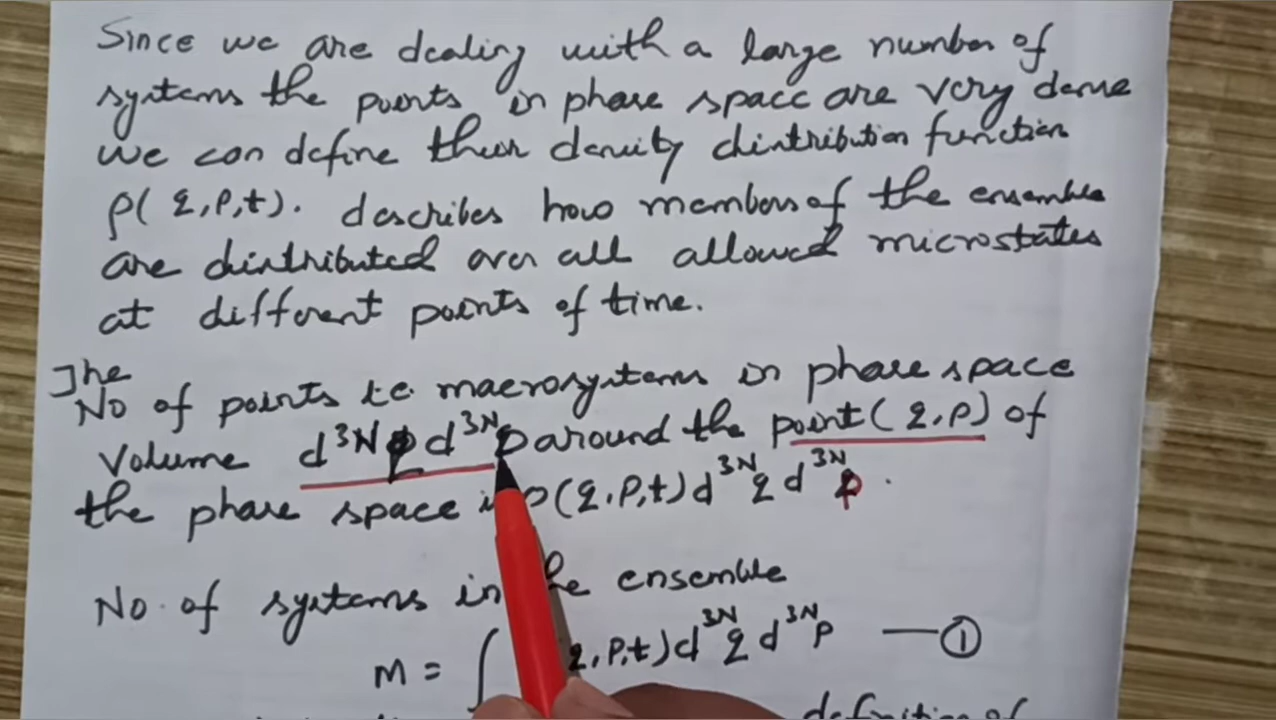 Since we are dealing with a large number of
systems the points in phase space are very dense
we can define their density distribution function
ρ( q,p,t). describes how members of the ensemble
are distributed over all allowed microstates
at different points of time.
The
No of points i.e. macrosystems in phase space
Volume d³ᴺq d³ᴺp around the point (q,p) of
the phase space ρ(q,p,t) d³ᴺq d³ᴺp.
No. of systems in the ensemble
M = ∫ q,p,t) d³ᴺq d³ᴺp — ①
definition of